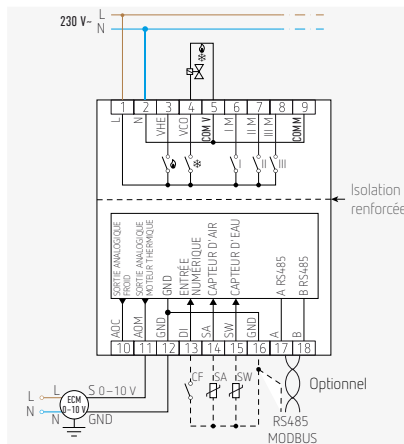 230 V~
L
N
1 2 3 4 5 6 7 8 9
L
N
VHE
VCO
COM V
I M
II M
III M
COM M
I
II
III
Isolation
renforcée
SORTIE ANALOGIQUE
FROID
SORTIE ANALOGIQUE
MOTEUR THERMIQUE
GND
ENTRÉE
NUMÉRIQUE
CAPTEUR D'AIR
CAPTEUR D'EAU
A RS485
B RS485
AOC
AOM
GND
DI
SA
SW
GND
A
B
10 11 12 13 14 15 16 17 18
L
N
L
N
ECM
0-10 V
S 0–10 V
GND
CF
SA
SW
Optionnel
RS485
MODBUS